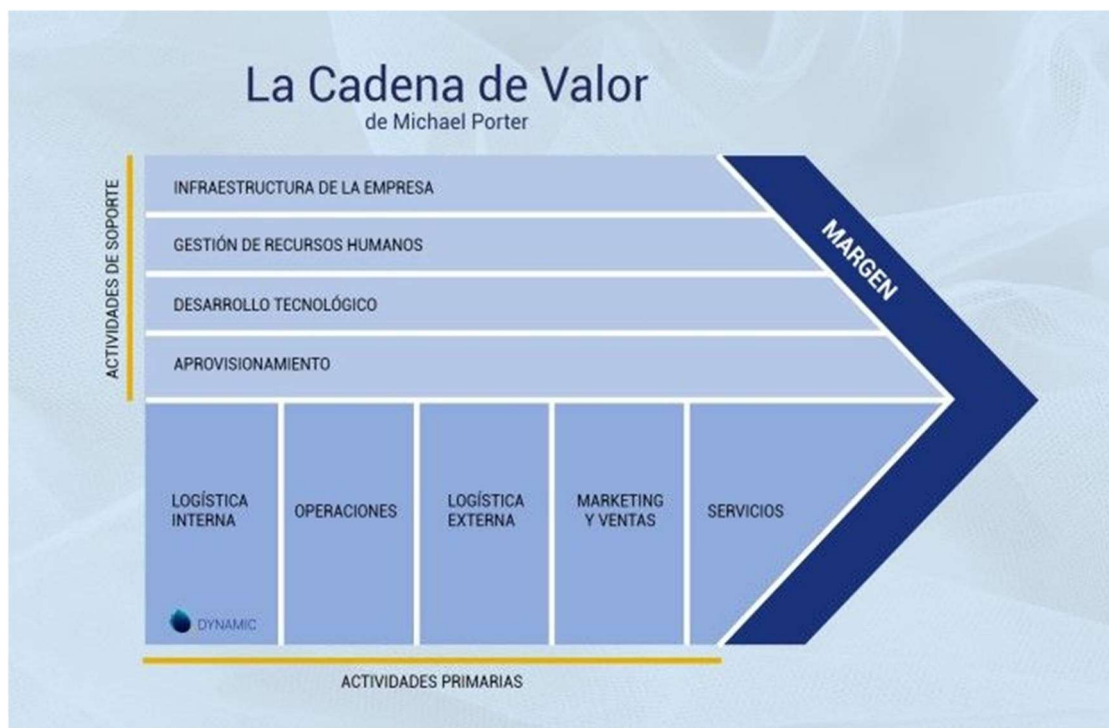 La Cadena de Valor
de Michael Porter
ACTIVIDADES DE SOPORTE
INFRAESTRUCTURA DE LA EMPRESA
GESTIÓN DE RECURSOS HUMANOS
DESARROLLO TECNOLÓGICO
APROVISIONAMIENTO
MARGEN
LOGÍSTICA
INTERNA
OPERACIONES
LOGÍSTICA
EXTERNA
MARKETING
Y VENTAS
SERVICIOS
DYNAMIC
ACTIVIDADES PRIMARIAS